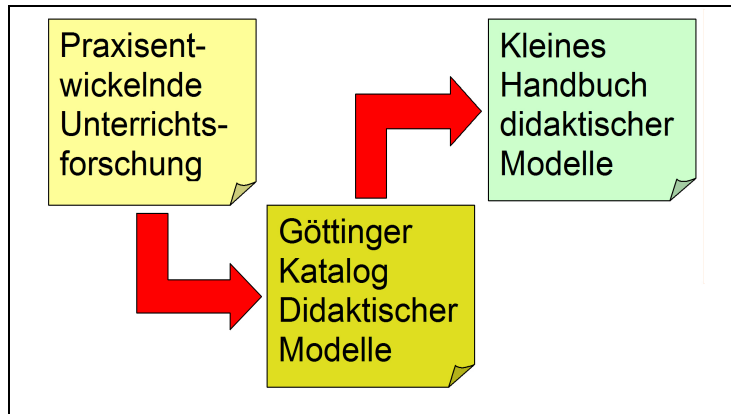 Praxisent-
wickelnde
Unterrichts-
forschung
Göttinger
Katalog
Didaktischer
Modelle
Kleines
Handbuch
didaktischer
Modelle